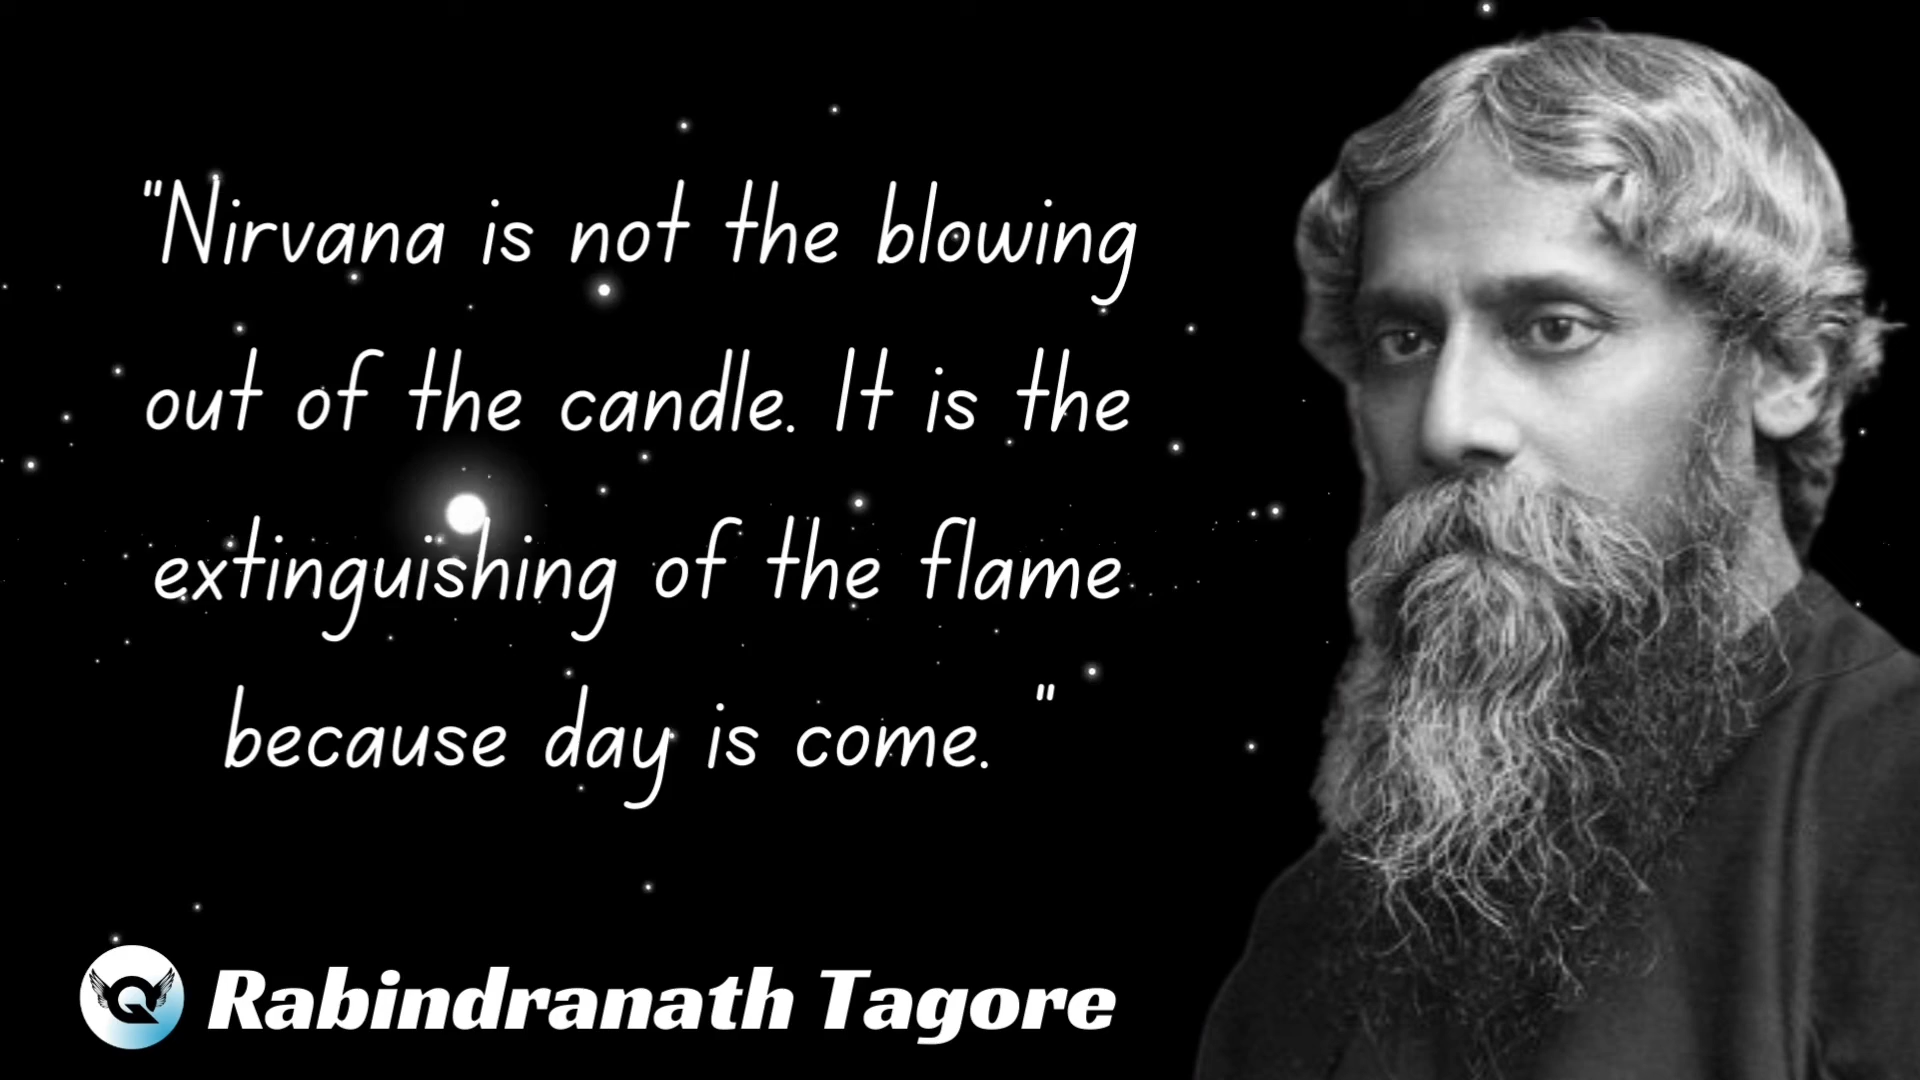 "Nirvana is not the blowing
out of the candle. It is the
extinguishing of the flame
because day is come. "
Q Rabindranath Tagore